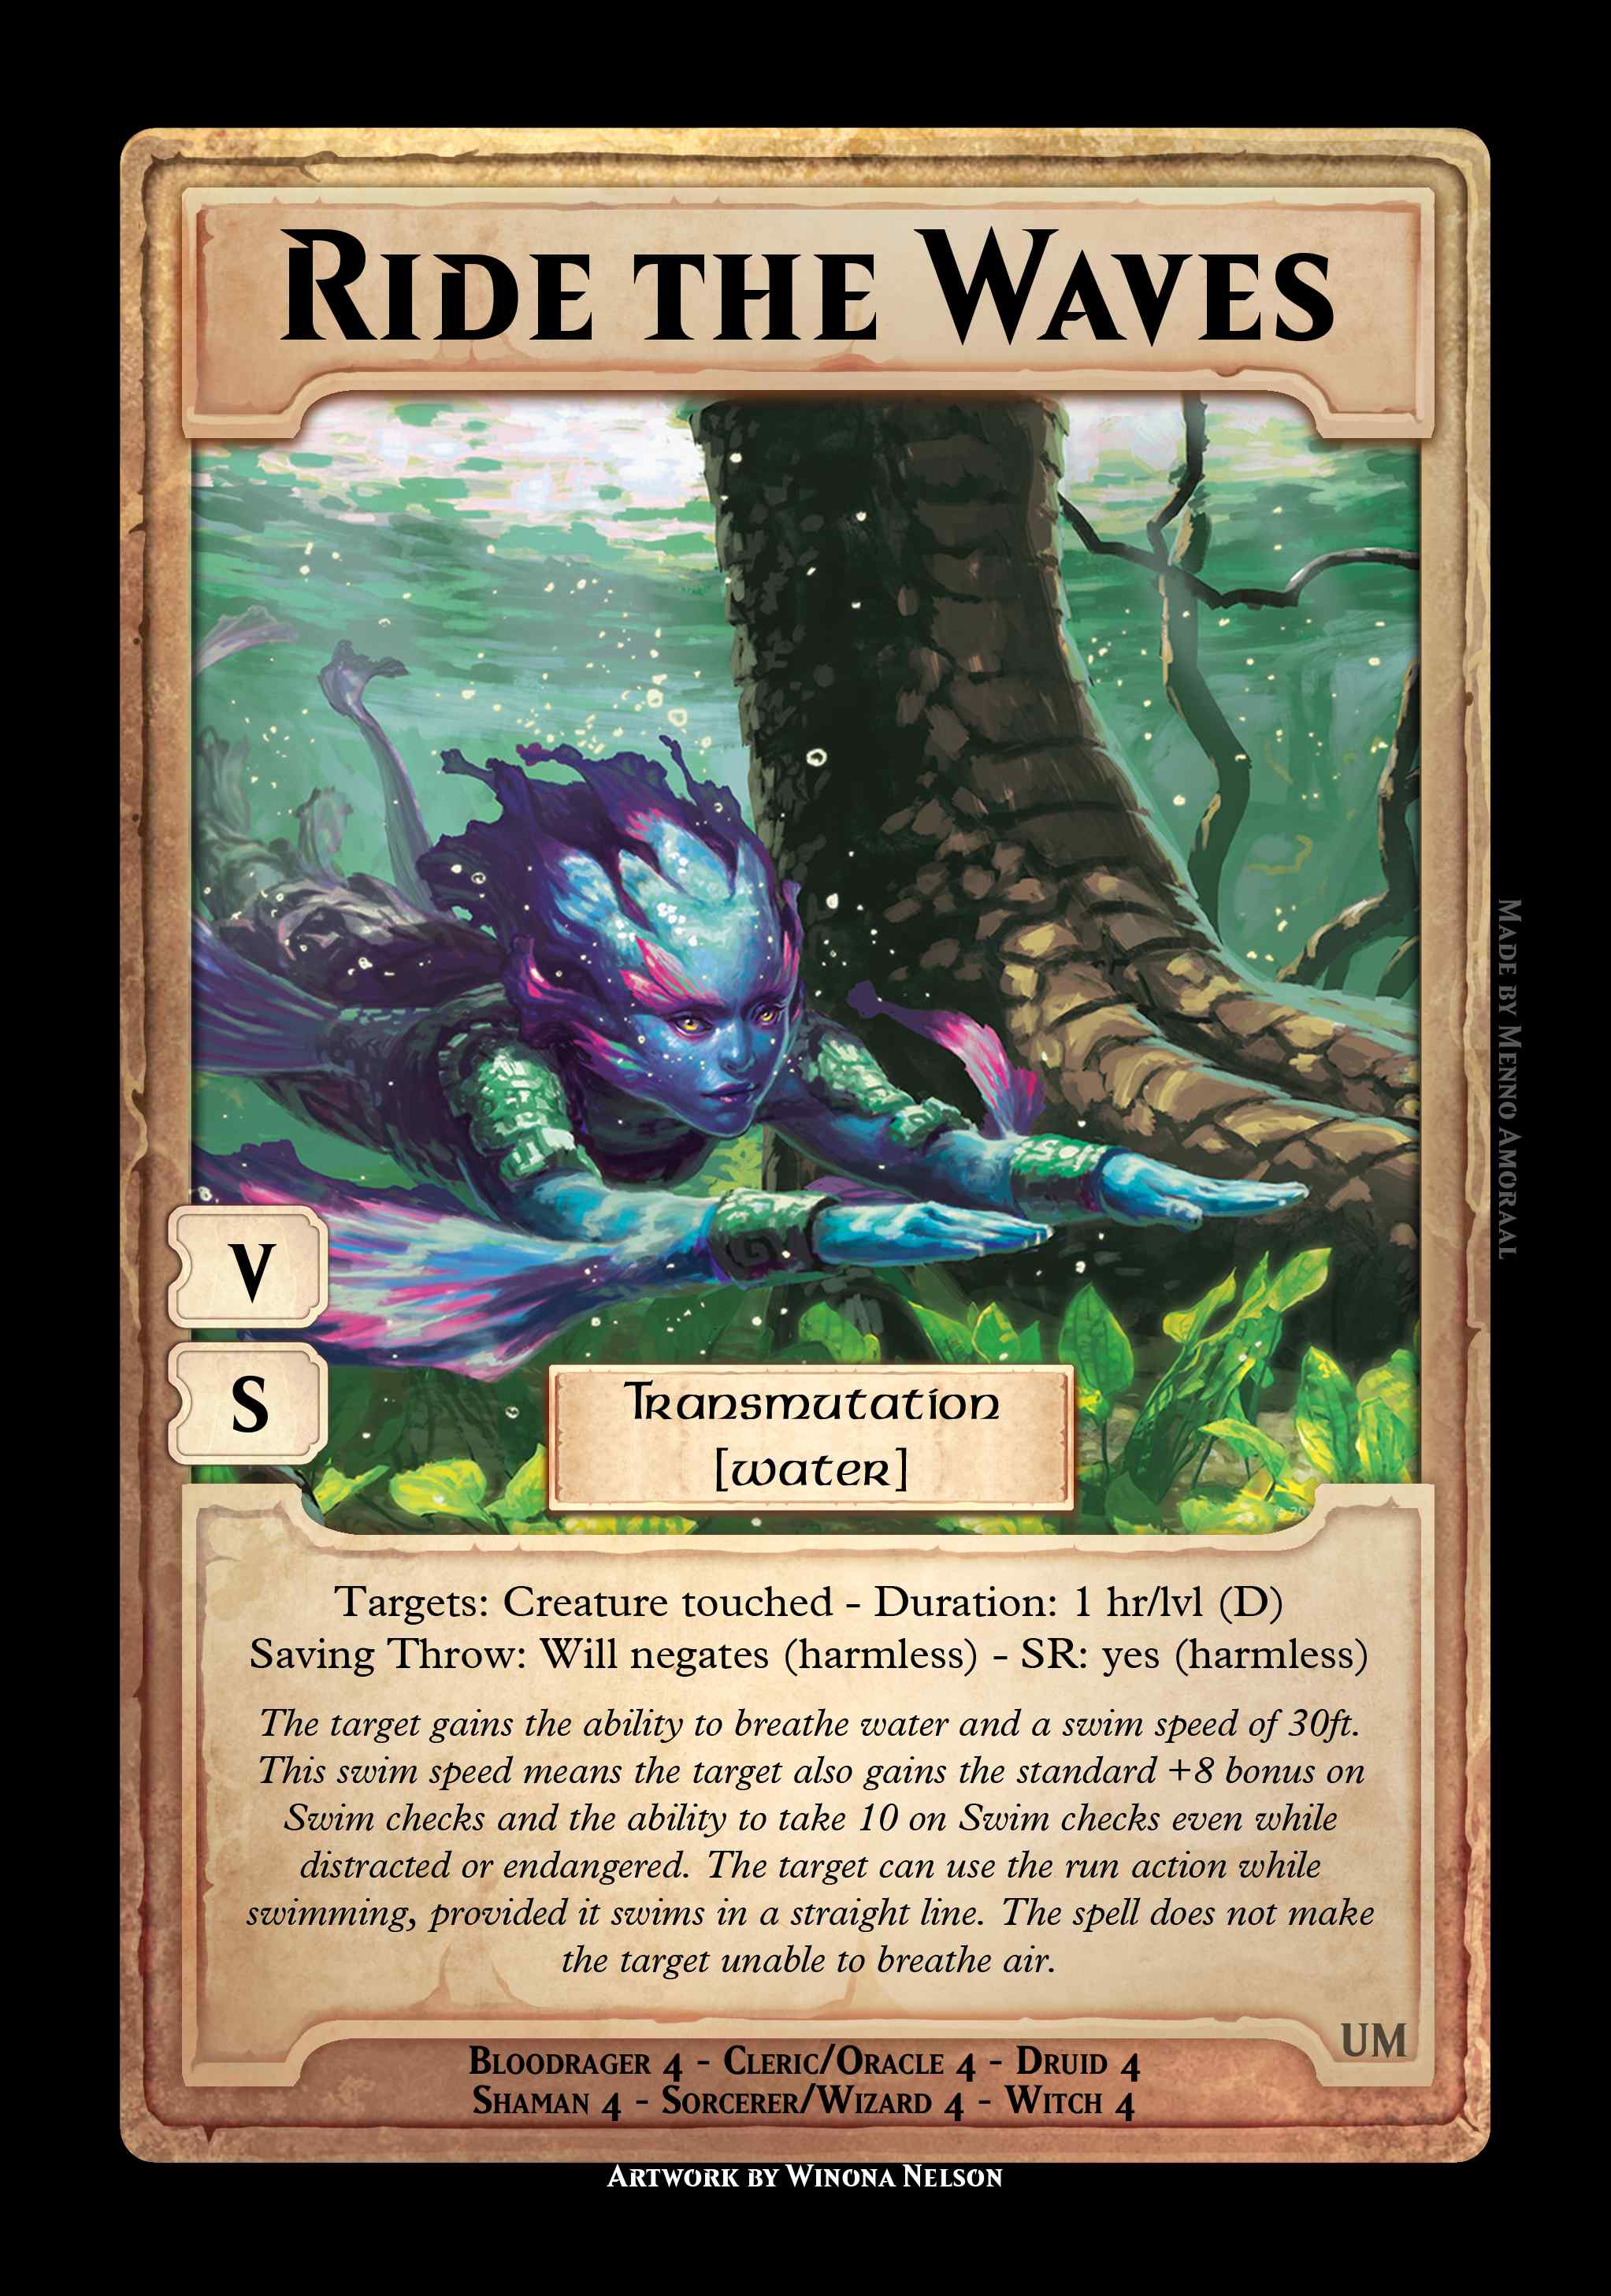 Ride the Waves
V
S
Transmutation
[water]
Targets: Creature touched - Duration: 1 hr/lvl (D)
Saving Throw: Will negates (harmless) - SR: yes (harmless)
The target gains the ability to breathe water and a swim speed of 30ft.
This swim speed means the target also gains the standard +8 bonus on
Swim checks and the ability to take 10 on Swim checks even while
distracted or endangered. The target can use the run action while
swimming, provided it swims in a straight line. The spell does not make
the target unable to breathe air.
UM
Bloodrager 4 - Cleric/Oracle 4 - Druid 4
Shaman 4 - Sorcerer/Wizard 4 - Witch 4
Artwork by Winona Nelson
Made by Menno Amoraal